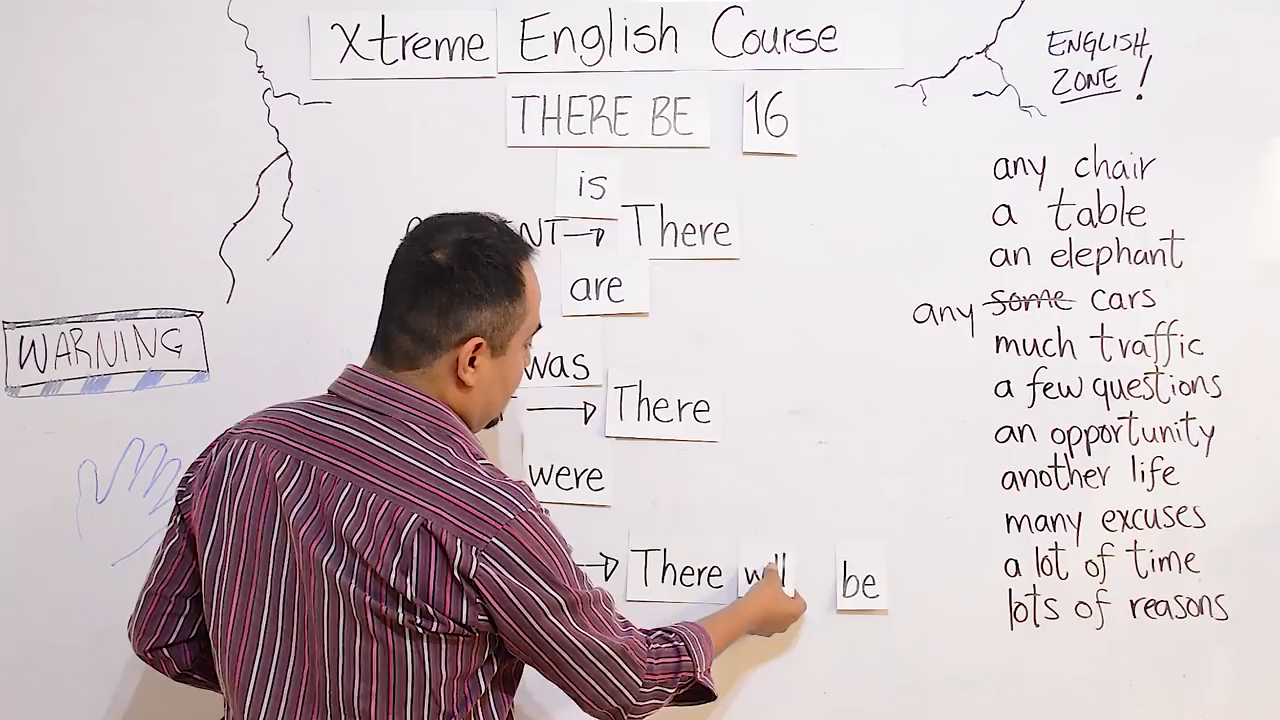 Xtreme English Course
ENGLISH
ZONE!
THERE BE 16
is
There
are
WARNING
was
There
were
There will be
any chair
a table
an elephant
any some cars
much traffic
a few questions
an opportunity
another life
many excuses
a lot of time
lots of reasons